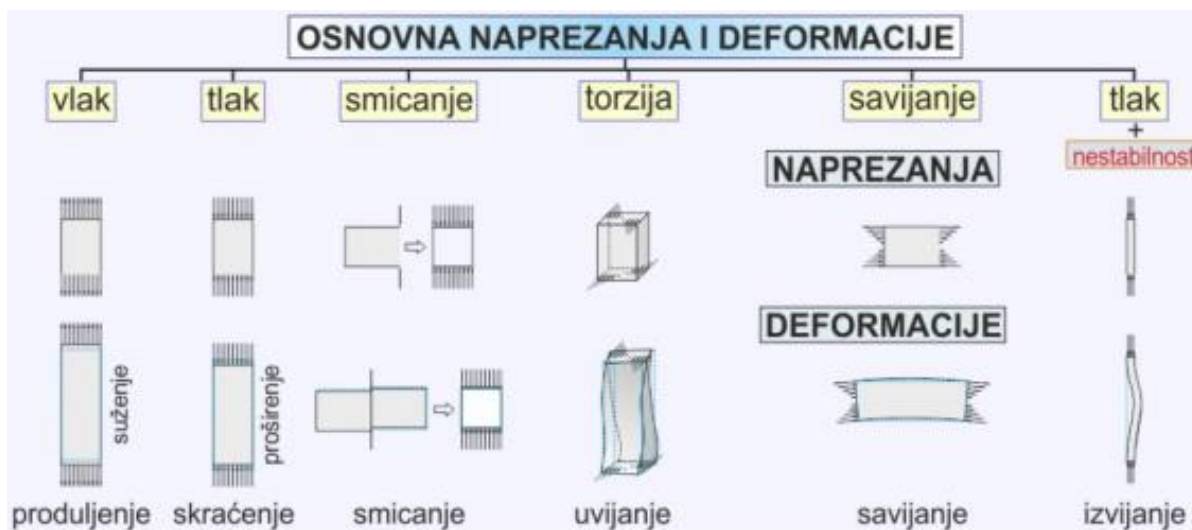 OSNOVNA NAPREZANJA I DEFORMACIJE
vlak
tlak
smicanje
torzija
savijanje
tlak
+
nestabilnost
NAPREZANJA
DEFORMACIJE
suženje
proširenje
produljenje
skraćenje
smicanje
uvijanje
savijanje
izvijanje